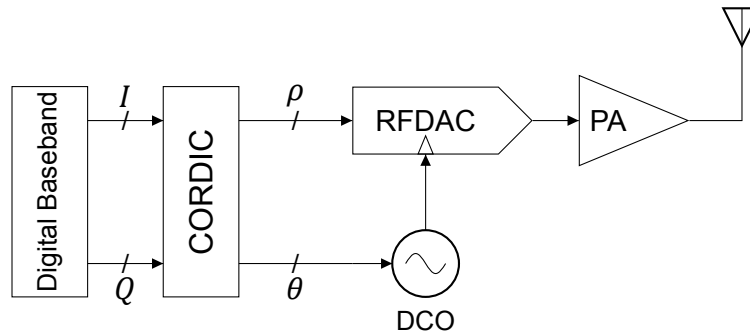 Digital Baseband
I
Q
CORDIC
ρ
θ
RFDAC
DCO
PA